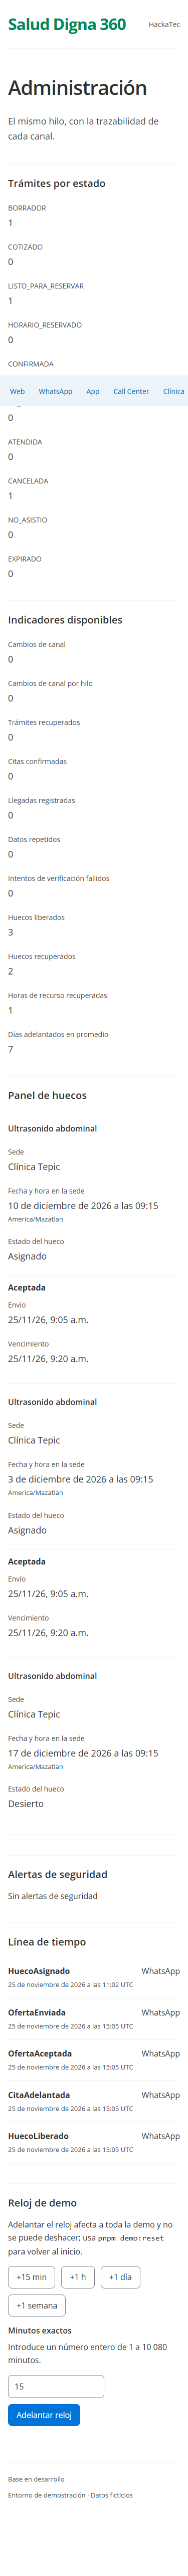 Salud Digna 360
HackaTec
Administración
El mismo hilo, con la trazabilidad de
cada canal.
Trámites por estado
BORRADOR
1
COTIZADO
0
LISTO_PARA_RESERVAR
1
HORARIO_RESERVADO
0
CONFIRMADA
Web WhatsApp App Call Center Clínica
0
ATENDIDA
0
CANCELADA
1
NO_ASISTIO
0
EXPIRADO
0
Indicadores disponibles
Cambios de canal
0
Cambios de canal por hilo
0
Trámites recuperados
0
Citas confirmadas
0
Llegadas registradas
0
Datos repetidos
0
Intentos de verificación fallidos
0
Huecos liberados
3
Huecos recuperados
2
Horas de recurso recuperadas
1
Días adelantados en promedio
7
Panel de huecos
Ultrasonido abdominal
Sede
Clínica Tepic
Fecha y hora en la sede
10 de diciembre de 2026 a las 09:15
America/Mazatlan
Estado del hueco
Asignado
Aceptada
Envío
25/11/26, 9:05 a.m.
Vencimiento
25/11/26, 9:20 a.m.
Ultrasonido abdominal
Sede
Clínica Tepic
Fecha y hora en la sede
3 de diciembre de 2026 a las 09:15
America/Mazatlan
Estado del hueco
Asignado
Aceptada
Envío
25/11/26, 9:05 a.m.
Vencimiento
25/11/26, 9:20 a.m.
Ultrasonido abdominal
Sede
Clínica Tepic
Fecha y hora en la sede
17 de diciembre de 2026 a las 09:15
America/Mazatlan
Estado del hueco
Desierto
Alertas de seguridad
Sin alertas de seguridad
Línea de tiempo
HuecoAsignado WhatsApp
25 de noviembre de 2026 a las 11:02 UTC
OfertaEnviada WhatsApp
25 de noviembre de 2026 a las 15:05 UTC
OfertaAceptada WhatsApp
25 de noviembre de 2026 a las 15:05 UTC
CitaAdelantada WhatsApp
25 de noviembre de 2026 a las 15:05 UTC
HuecoLiberado WhatsApp
25 de noviembre de 2026 a las 15:05 UTC
Reloj de demo
Adelantar el reloj afecta a toda la demo y no
se puede deshacer; usa pnpm demo:reset
para volver al inicio.
+15 min +1 h +1 día
+1 semana
Minutos exactos
Introduce un número entero de 1 a 10 080
minutos.
15
Adelantar reloj
Base en desarrollo
Entorno de demostración · Datos ficticios